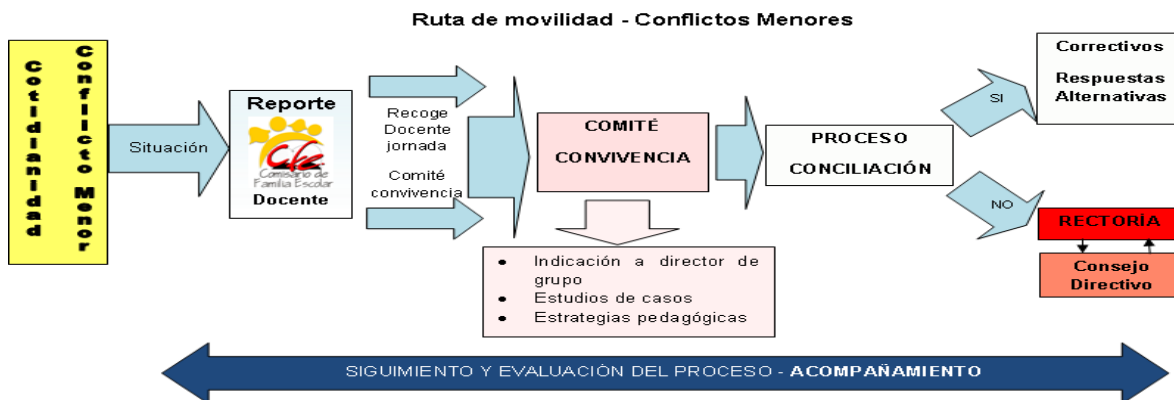 Ruta de movilidad - Conflictos Menores
Cotidianidad
Conflicto Menor
Situación
Reporte
cfe
Comisario de
Familia Escolar
Docente
Recoge
Docente
jornada
Comité
convivencia
COMITÉ
CONVIVENCIA
Indicación a director de
grupo
Estudios de casos
Estrategias pedagógicas
PROCESO
CONCILIACIÓN
SI
Correctivos
Respuestas
Alternativas
NO
RECTORÍA
Consejo
Directivo
SIGUIMIENTO Y EVALUACIÓN DEL PROCESO - ACOMPAÑAMIENTO